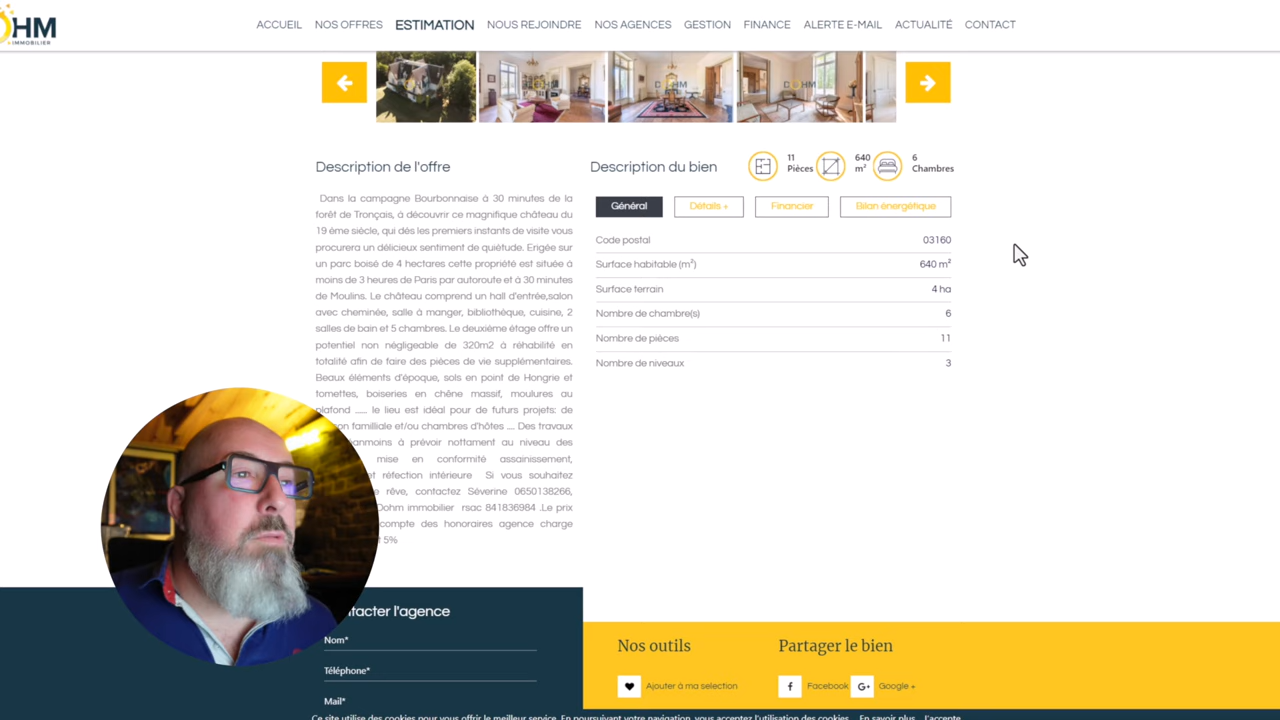 DOHM
IMMOBILIER
ACCUEIL NOS OFFRES ESTIMATION NOUS REJOINDRE NOS AGENCES GESTION FINANCE ALERTE E-MAIL ACTUALITÉ CONTACT
Description de l'offre
Dans la campagne Bourbonnaise à 30 minutes de la
forêt de Tronçais, à découvrir ce magnifique château du
19 ème siècle, qui dés les premiers instants de visite vous
procurera un délicieux sentiment de quiétude. Erigée sur
un parc boisé de 4 hectares cette propriété est située à
moins de 3 heures de Paris par autoroute et à 30 minutes
de Moulins. Le château comprend un hall d'entrée,salon
avec cheminée, salle à manger, bibliothèque, cuisine, 2
salles de bain et 5 chambres. Le deuxième étage offre un
potentiel non négligeable de 320m2 à réhabilité en
totalité afin de faire des pièces de vie supplémentaires.
Beaux éléments d'époque, sols en point de Hongrie et
tomettes, boiseries en chêne massif, moulures au
plafond ...... le lieu est idéal pour de futurs projets: de
on familliale et/ou chambres d'hôtes .... Des travaux
éanmoins à prévoir nottament au niveau des
mise en conformité assainissement,
et réfection intérieure Si vous souhaitez
e rêve, contactez Séverine 0650138266,
Dohm immobilier rsac 841836984 .Le prix
compte des honoraires agence charge
5%
Description du bien
11 Pièces
640 m²
6 Chambres
Général Détails + Financier Bilan énergétique
Code postal 03160
Surface habitable (m²) 640 m²
Surface terrain 4 ha
Nombre de chambre(s) 6
Nombre de pièces 11
Nombre de niveaux 3
tacter l'agence
Nom*
Téléphone*
Mail*
Nos outils
Ajouter à ma selection
Partager le bien
Facebook G+ Google +
Ce site utilise des cookies pour vous offrir le meilleur service. En poursuivant votre navigation, vous acceptez l'utilisation des cookies. En savoir plus J'accepte